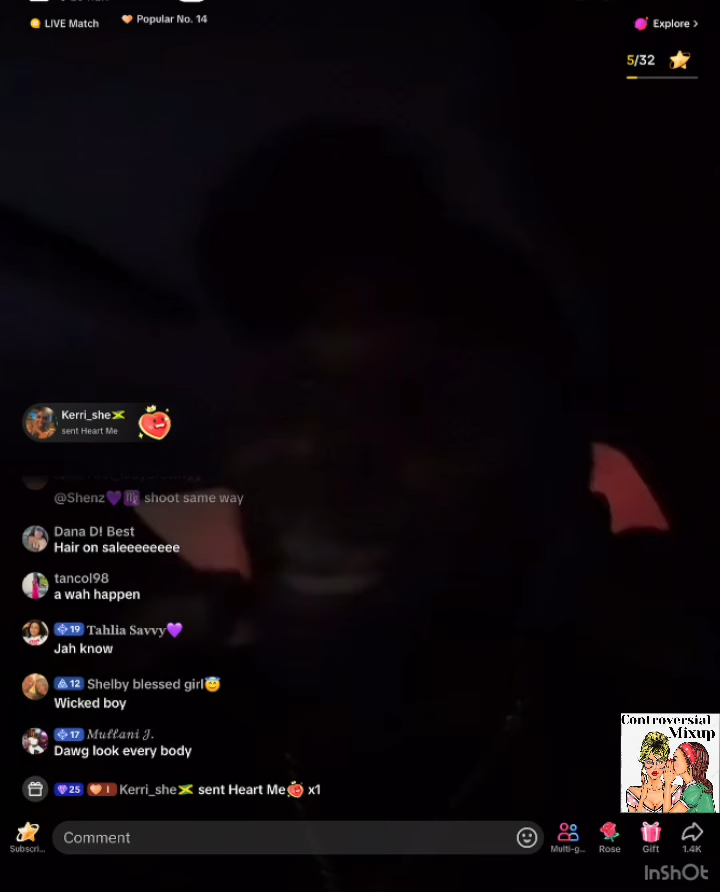 LIVE Match
Popular No. 14
Explore >
5/32
Kerri_she
sent Heart Me
@Shenz💜♍ shoot same way
Dana D! Best
Hair on saleeeeeeee
tancol98
a wah happen
19 Tahlia Savvy💜
Jah know
12 Shelby blessed girl😇
Wicked boy
17 Mullani J.
Dawg look every body
25 I Kerri_she sent Heart Me x1
Controversial
Mixup
Comment
Subscri...
Multi-g...
Rose
Gift
1.4K
InShOt